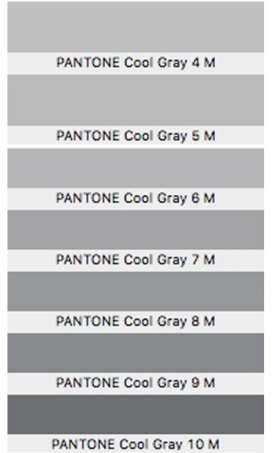 PANTONE Cool Gray 4 M
PANTONE Cool Gray 5 M
PANTONE Cool Gray 6 M
PANTONE Cool Gray 7 M
PANTONE Cool Gray 8 M
PANTONE Cool Gray 9 M
PANTONE Cool Gray 10 M